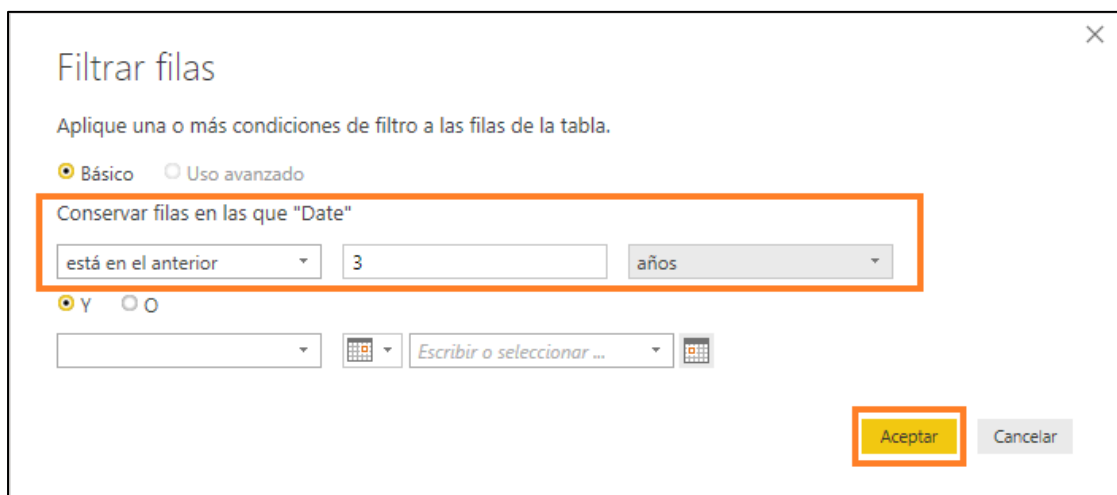 Filtrar filas
Aplique una o más condiciones de filtro a las filas de la tabla.
Básico Uso avanzado
Conservar filas en las que "Date"
está en el anterior 3 años
Y O
Escribir o seleccionar ...
Aceptar Cancelar